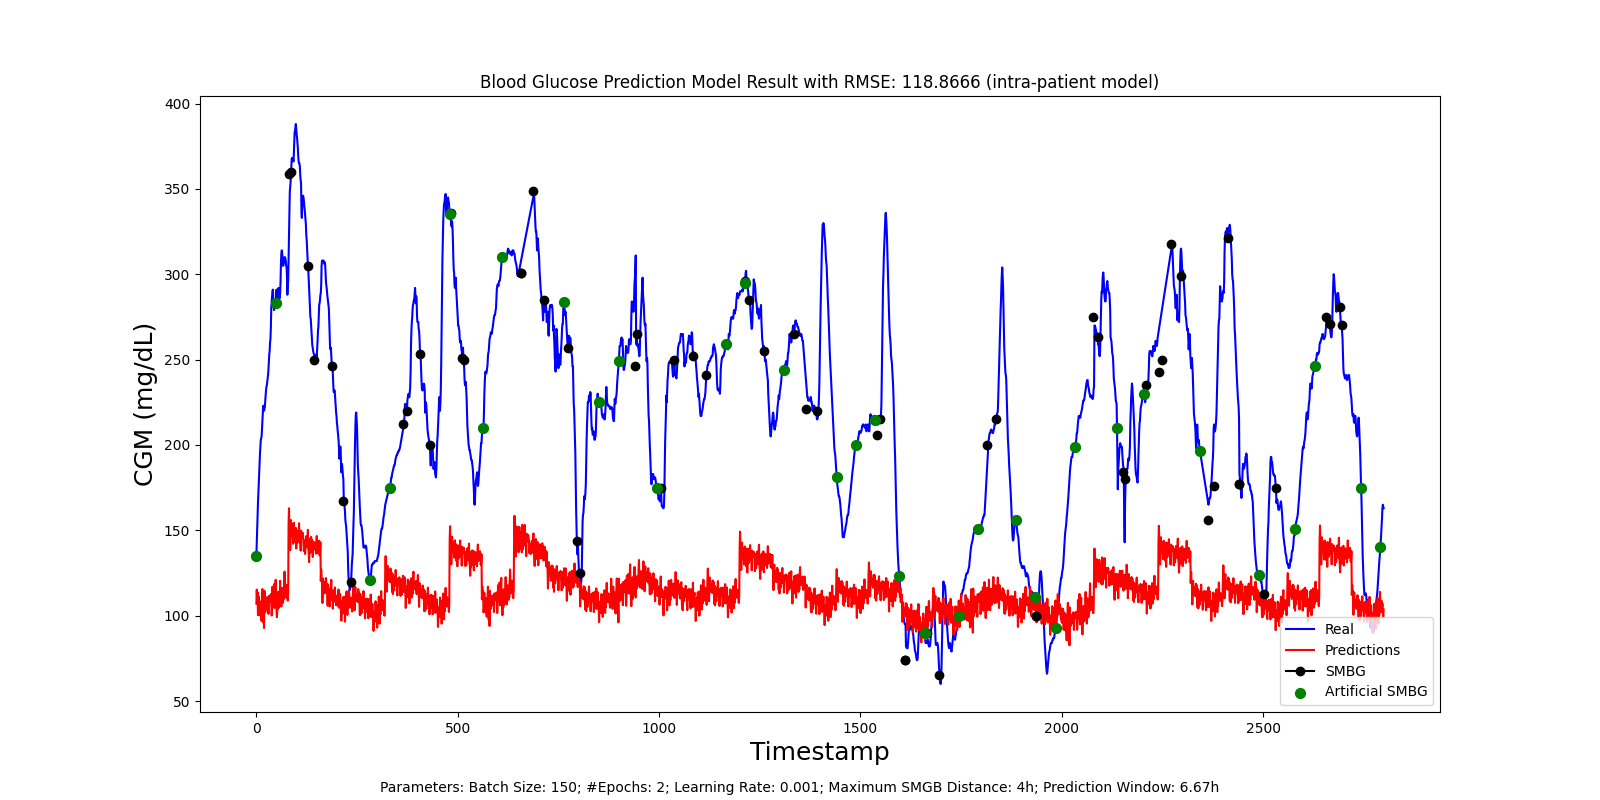 Blood Glucose Prediction Model Result with RMSE: 118.8666 (intra-patient model)
400
350
300
250
200
150
100
50
CGM (mg/dL)
0 500 1000 1500 2000 2500
Timestamp
Real
Predictions
SMBG
Artificial SMBG
Parameters: Batch Size: 150; #Epochs: 2; Learning Rate: 0.001; Maximum SMGB Distance: 4h; Prediction Window: 6.67h